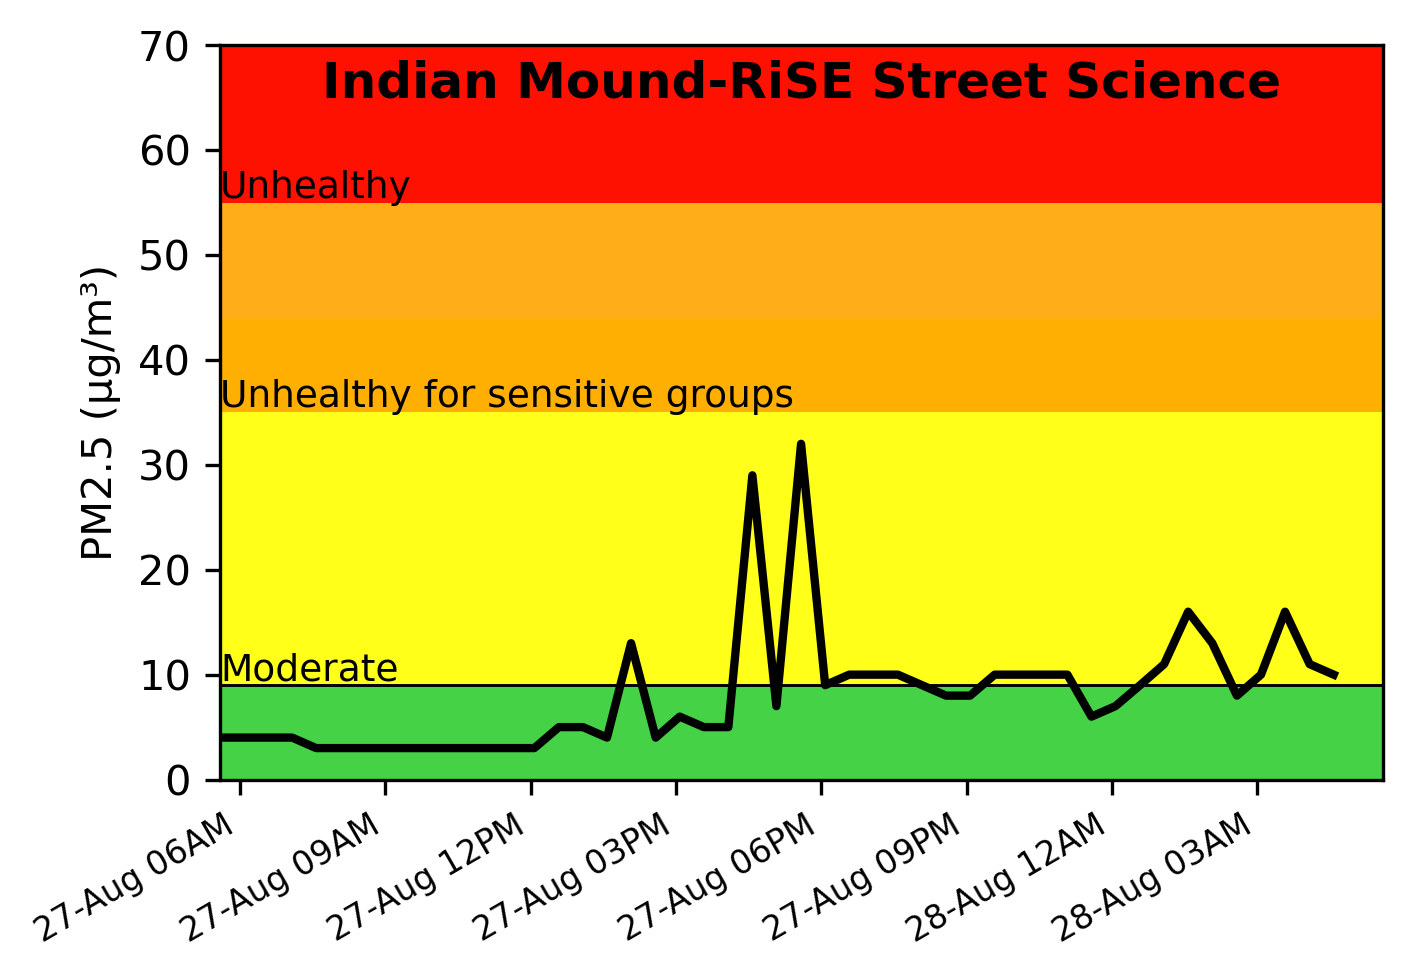 Indian Mound-RiSE Street Science
PM2.5 (µg/m³)
70
60
50
40
30
20
10
0
Unhealthy
Unhealthy for sensitive groups
Moderate
27-Aug 06AM
27-Aug 09AM
27-Aug 12PM
27-Aug 03PM
27-Aug 06PM
27-Aug 09PM
28-Aug 12AM
28-Aug 03AM